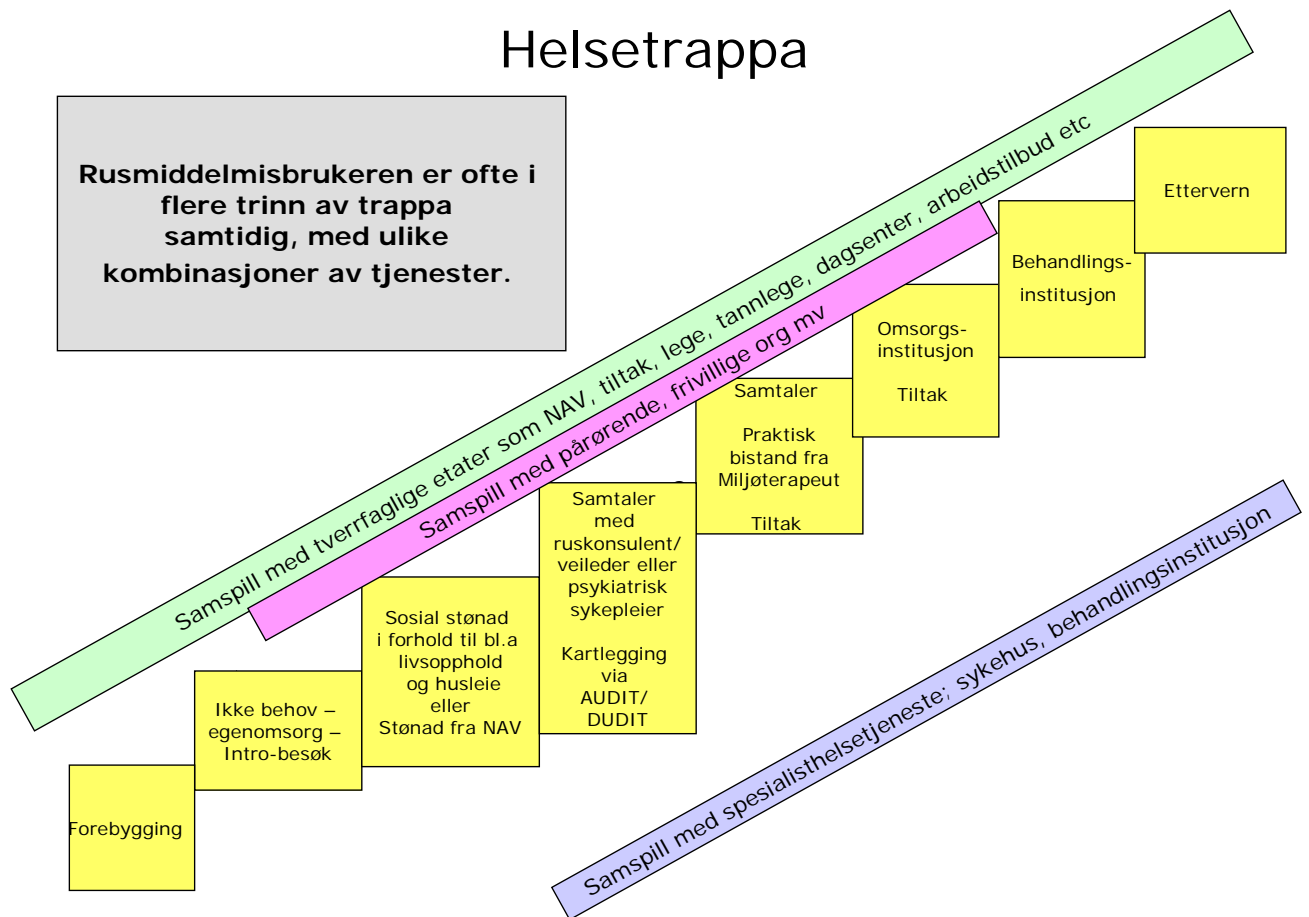 Helsetrappa
Rusmiddelmisbrukeren er ofte i
flere trinn av trappa
samtidig, med ulike
kombinasjoner av tjenester.
Samspill med tverrfaglige etater som NAV, tiltak, lege, tannlege, dagsenter, arbeidstilbud etc
Samspill med pårørende, frivillige org mv
Forebygging
Ikke behov –
egenomsorg –
Intro-besøk
Sosial stønad
i forhold til bl.a
livsopphold
og husleie
eller
Stønad fra NAV
Samtaler
med
ruskonsulent/
veileder eller
psykiatrisk
sykepleier
Kartlegging
via
AUDIT/
DUDIT
Samtaler
Praktisk
bistand fra
Miljøterapeut
Tiltak
Omsorgs-
institusjon
Tiltak
Behandlings-
institusjon
Ettervern
Samspill med spesialisthelsetjeneste; sykehus, behandlingsinstitusjon